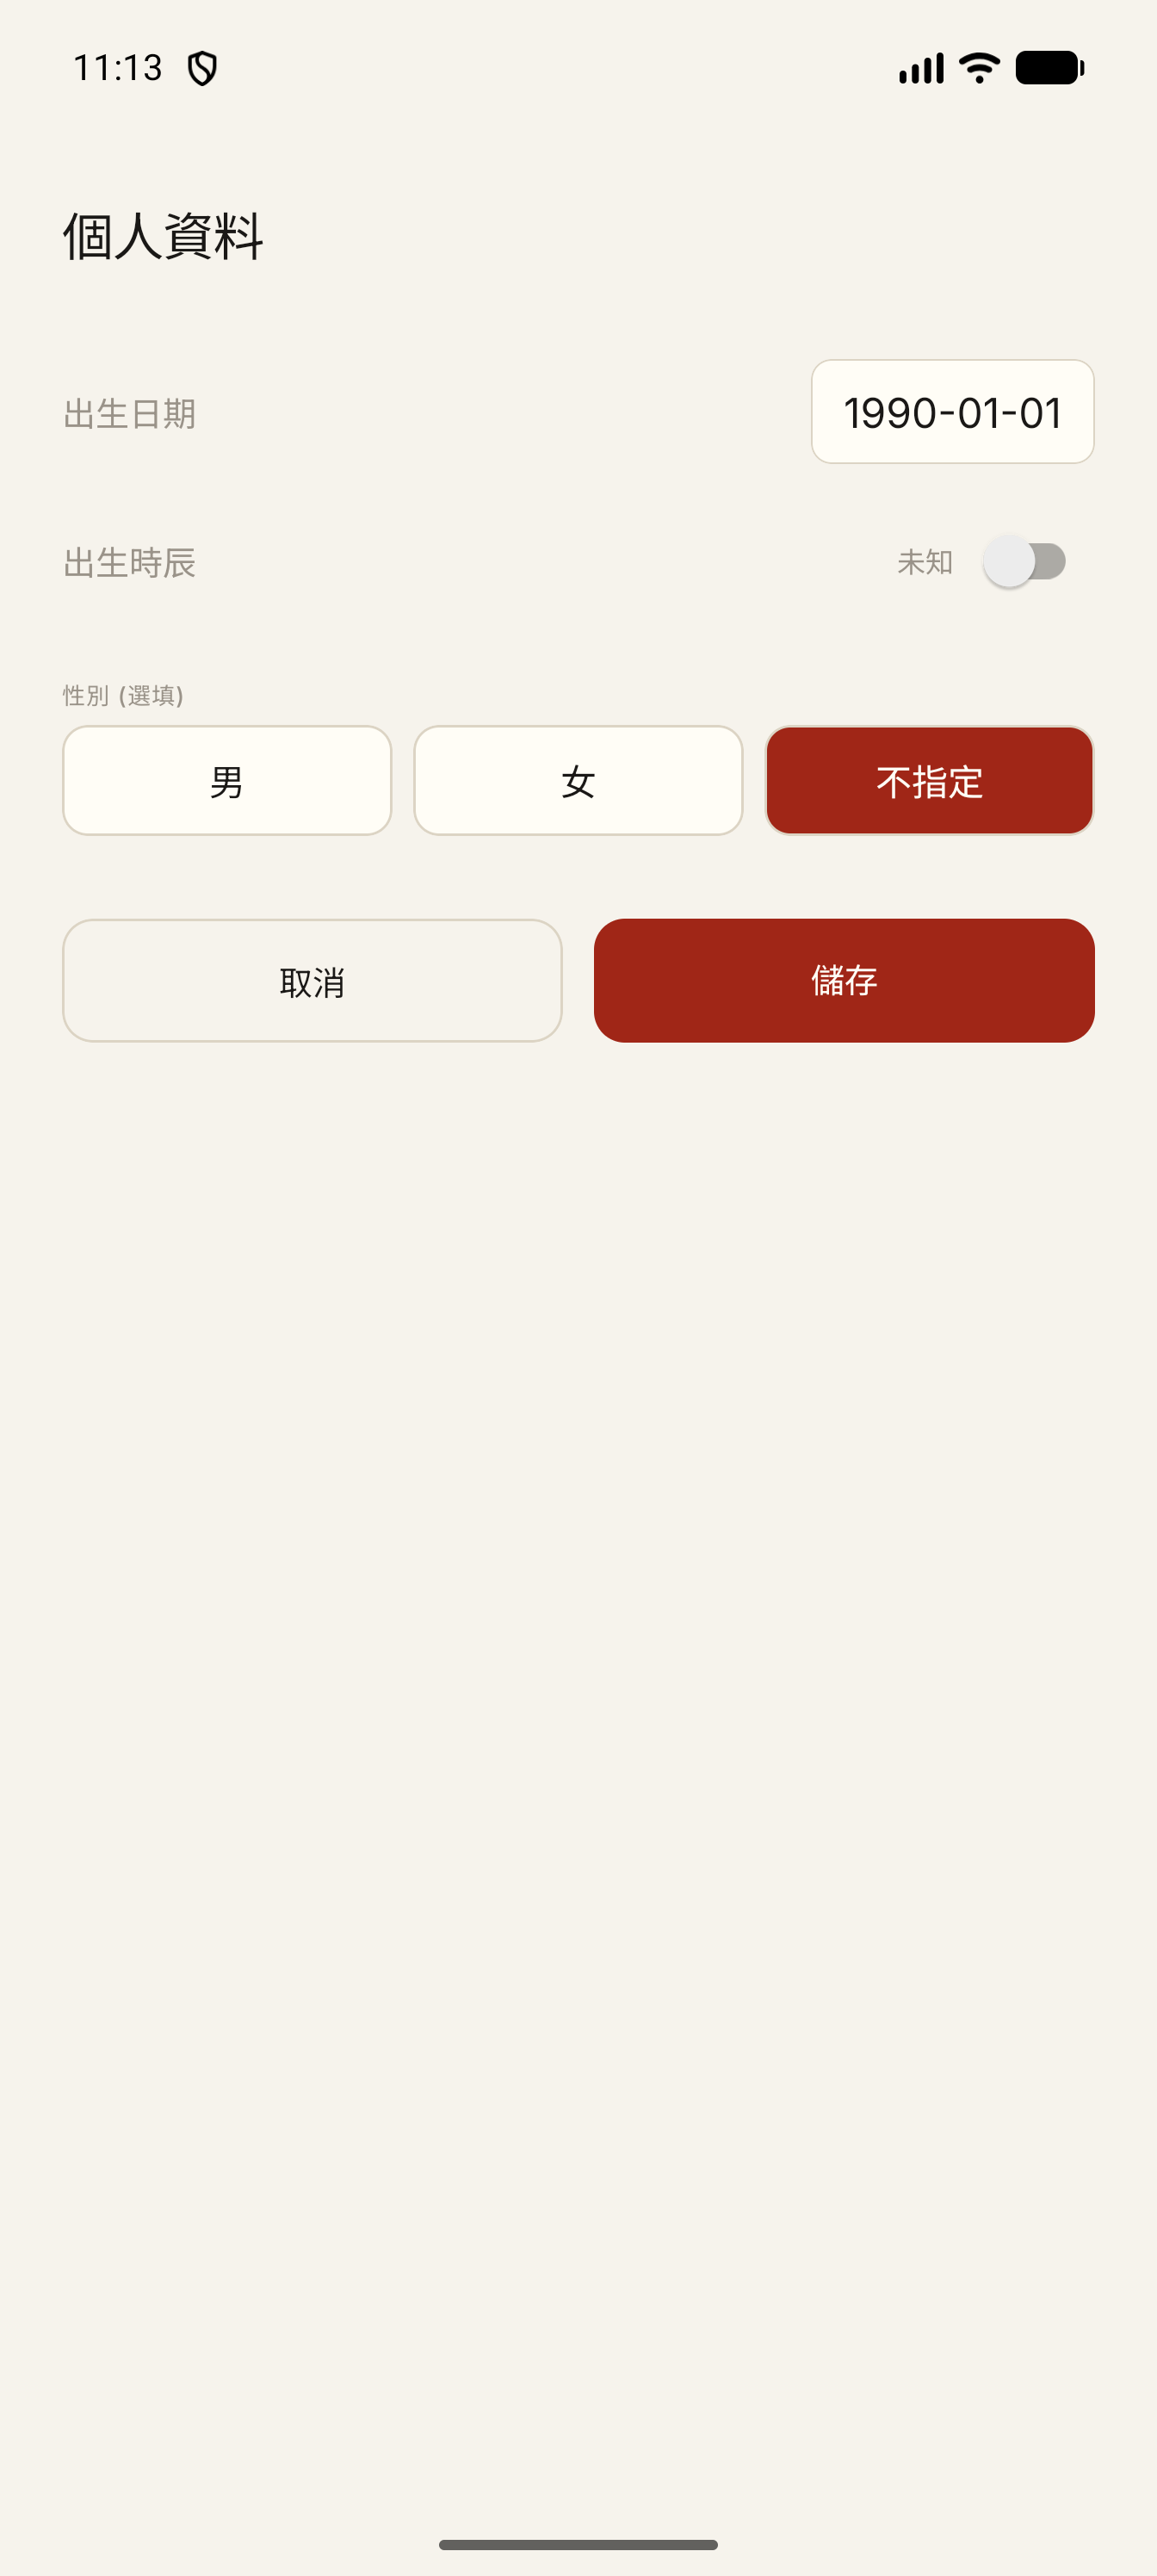 11:13
個人資料
出生日期
1990-01-01
出生時辰
未知
性別 (選填)
男
女
不指定
取消
儲存